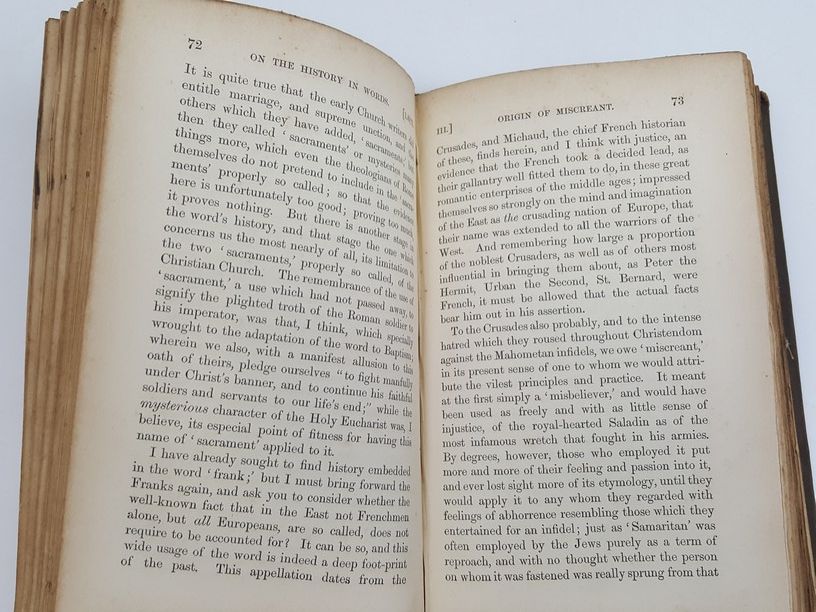 72
ON THE HISTORY IN WORDS.
It is quite true that the early Church writers did
entitle marriage, and supreme unction, and
others which they have added, 'sacraments;'
then they called 'sacraments' or mysteries
things more, which even the theologians of Rome
themselves do not pretend to include in the 'sacra-
ments' properly so called; so that the evidence
here is unfortunately too good; proving too much
it proves nothing. But there is another stage in
the word's history, and that stage the one which
concerns us the most nearly of all, its limitation to
the two 'sacraments,' properly so called, of the
Christian Church. The remembrance of the use of
'sacrament,' a use which had not passed away, to
signify the plighted troth of the Roman soldier to
his imperator, was that, I think, which specially
wrought to the adaptation of the word to Baptism;
wherein we also, with a manifest allusion to this
oath of theirs, pledge ourselves "to fight manfully
under Christ's banner, and to continue his faithful
soldiers and servants to our life's end;" while the
mysterious character of the Holy Eucharist was, I
believe, its especial point of fitness for having this
name of 'sacrament' applied to it.
I have already sought to find history embedded
in the word 'frank;' but I must bring forward the
Franks again, and ask you to consider whether the
well-known fact that in the East not Frenchmen
alone, but all Europeans, are so called, does not
require to be accounted for? It can be so, and this
wide usage of the word is indeed a deep foot-print
of the past. This appellation dates from the
III.]
ORIGIN OF MISCREANT.
73
Crusades, and Michaud, the chief French historian
of these, finds herein, and I think with justice, an
evidence that the French took a decided lead, as
their gallantry well fitted them to do, in these great
romantic enterprises of the middle ages; impressed
themselves so strongly on the mind and imagination
of the East as the crusading nation of Europe, that
their name was extended to all the warriors of the
West. And remembering how large a proportion
of the noblest Crusaders, as well as of others most
influential in bringing them about, as Peter the
Hermit, Urban the Second, St. Bernard, were
French, it must be allowed that the actual facts
bear him out in his assertion.
To the Crusades also probably, and to the intense
hatred which they roused throughout Christendom
against the Mahometan infidels, we owe 'miscreant,'
in its present sense of one to whom we would attri-
bute the vilest principles and practice. It meant
at the first simply a 'misbeliever,' and would have
been used as freely and with as little sense of
injustice, of the royal-hearted Saladin as of the
most infamous wretch that fought in his armies.
By degrees, however, those who employed it put
more and more of their feeling and passion into it,
and ever lost sight more of its etymology, until they
would apply it to any whom they regarded with
feelings of abhorrence resembling those which they
entertained for an infidel; just as 'Samaritan' was
often employed by the Jews purely as a term of
reproach, and with no thought whether the person
on whom it was fastened was really sprung from that